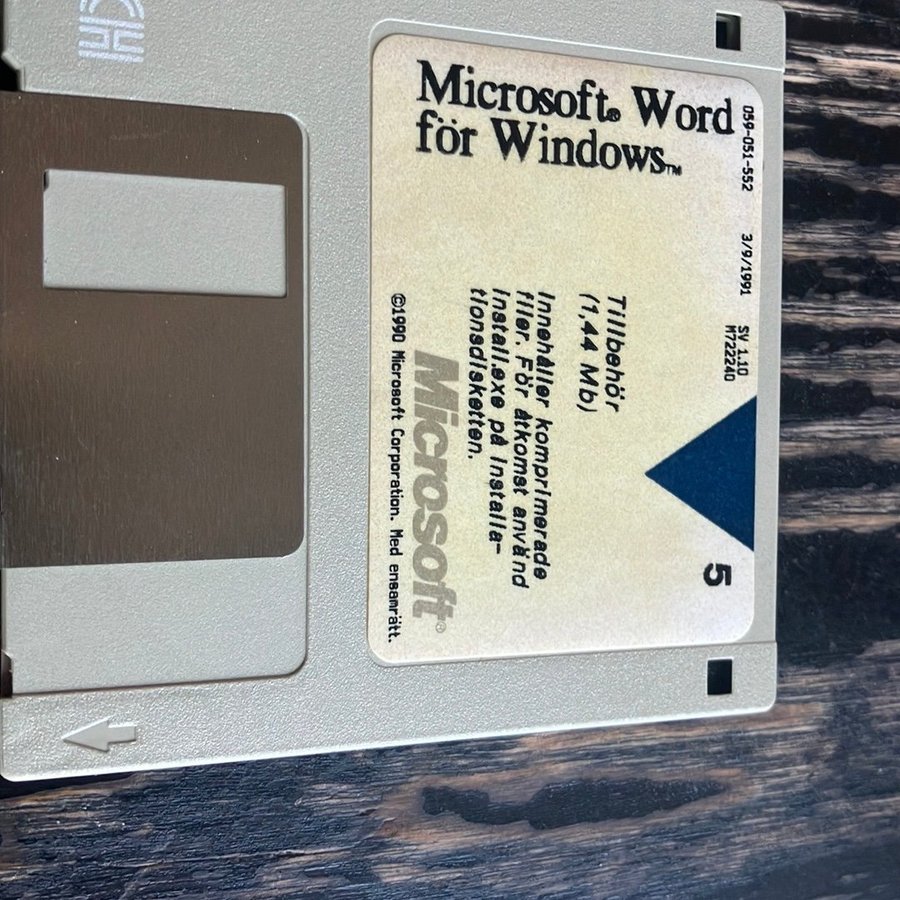 Microsoft® Word
för Windows™
059-051-552 3/9/1991 SV 1.10
M722240
5
Tillbehör
(1,44 Mb)
Innehåller komprimerade
filer. För åtkomst använd
Install.exe på Installa-
tionsdisketten.
Microsoft®
©1990 Microsoft Corporation. Med ensamrätt.